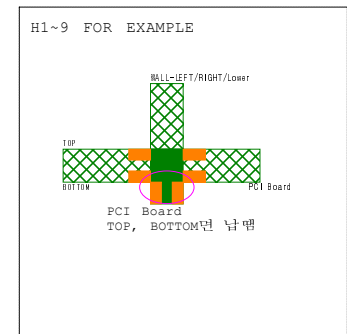 H1~9 FOR EXAMPLE
WALL-LEFT/RIGHT/Lower
TOP
BOTTOM
PCI Board
PCI Board
TOP, BOTTOM면 납땜